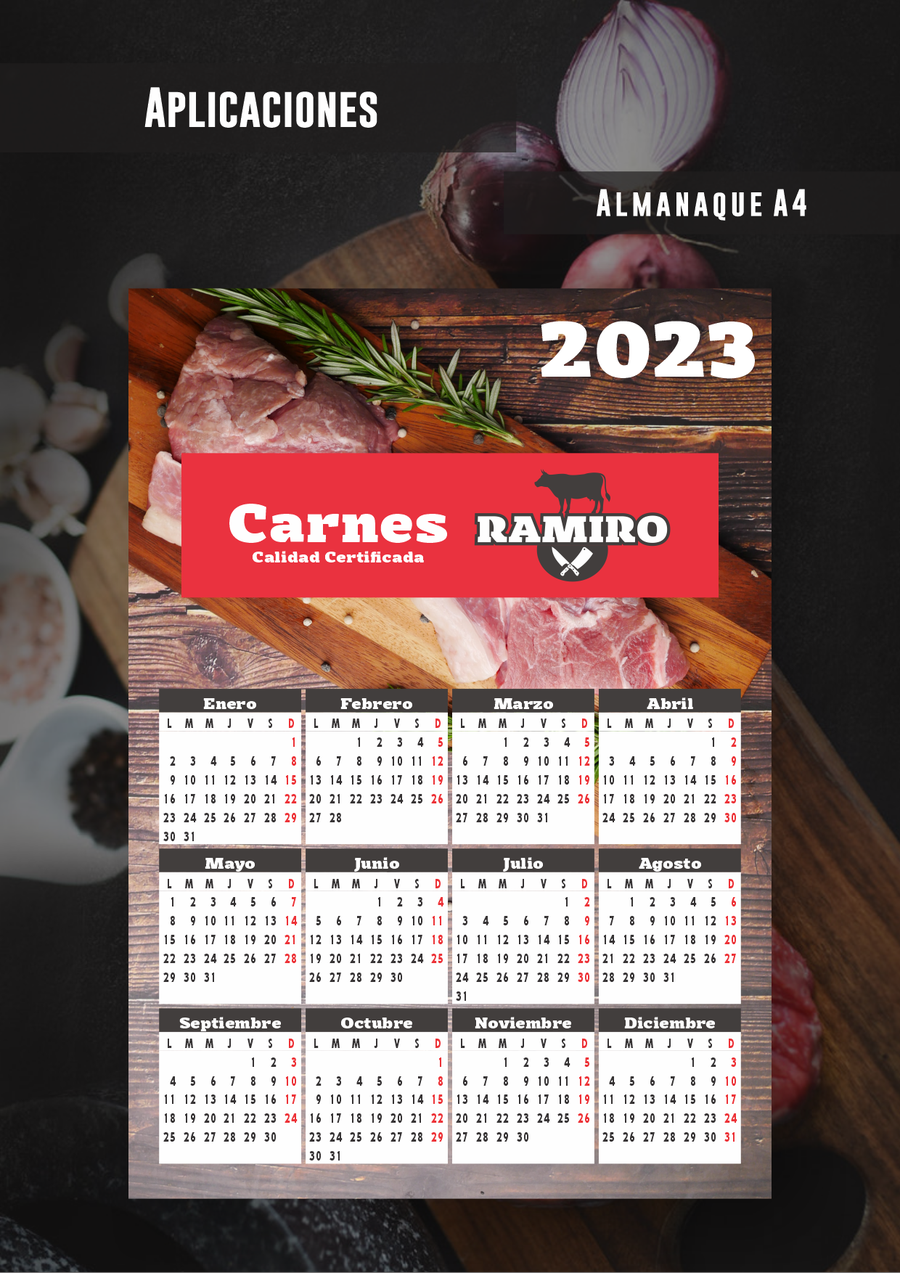 Aplicaciones
Almanaque A4
2023
Carnes RAMIRO
Calidad Certificada
Enero
L M M J V S D
1
2 3 4 5 6 7 8
9 10 11 12 13 14 15
16 17 18 19 20 21 22
23 24 25 26 27 28 29
30 31
Febrero
L M M J V S D
1 2 3 4 5
6 7 8 9 10 11 12
13 14 15 16 17 18 19
20 21 22 23 24 25 26
27 28
Marzo
L M M J V S D
1 2 3 4 5
6 7 8 9 10 11 12
13 14 15 16 17 18 19
20 21 22 23 24 25 26
27 28 29 30 31
Abril
L M M J V S D
1 2
3 4 5 6 7 8 9
10 11 12 13 14 15 16
17 18 19 20 21 22 23
24 25 26 27 28 29 30
Mayo
L M M J V S D
1 2 3 4 5 6 7
8 9 10 11 12 13 14
15 16 17 18 19 20 21
22 23 24 25 26 27 28
29 30 31
Junio
L M M J V S D
1 2 3 4
5 6 7 8 9 10 11
12 13 14 15 16 17 18
19 20 21 22 23 24 25
26 27 28 29 30
Julio
L M M J V S D
1 2
3 4 5 6 7 8 9
10 11 12 13 14 15 16
17 18 19 20 21 22 23
24 25 26 27 28 29 30
31
Agosto
L M M J V S D
1 2 3 4 5 6
7 8 9 10 11 12 13
14 15 16 17 18 19 20
21 22 23 24 25 26 27
28 29 30 31
Septiembre
L M M J V S D
1 2 3
4 5 6 7 8 9 10
11 12 13 14 15 16 17
18 19 20 21 22 23 24
25 26 27 28 29 30
Octubre
L M M J V S D
1
2 3 4 5 6 7 8
9 10 11 12 13 14 15
16 17 18 19 20 21 22
23 24 25 26 27 28 29
30 31
Noviembre
L M M J V S D
1 2 3 4 5
6 7 8 9 10 11 12
13 14 15 16 17 18 19
20 21 22 23 24 25 26
27 28 29 30
Diciembre
L M M J V S D
1 2 3
4 5 6 7 8 9 10
11 12 13 14 15 16 17
18 19 20 21 22 23 24
25 26 27 28 29 30 31